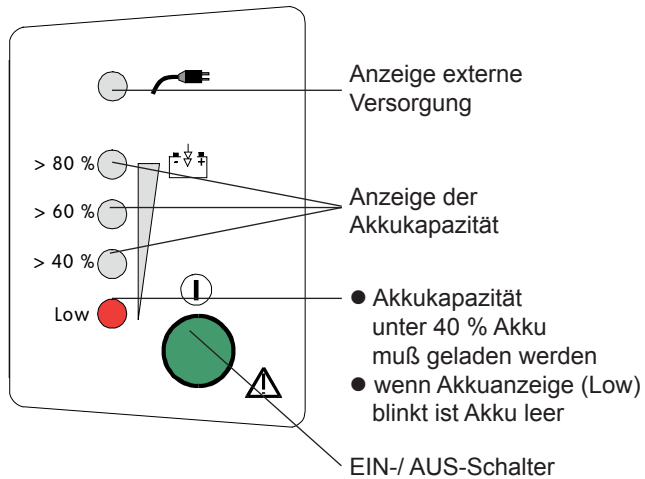 Anzeige externe
Versorgung
> 80 %
> 60 %
> 40 %
Low
Anzeige der
Akkukapazität
● Akkukapazität
unter 40 % Akku
muß geladen werden
● wenn Akkuanzeige (Low)
blinkt ist Akku leer
EIN-/ AUS-Schalter